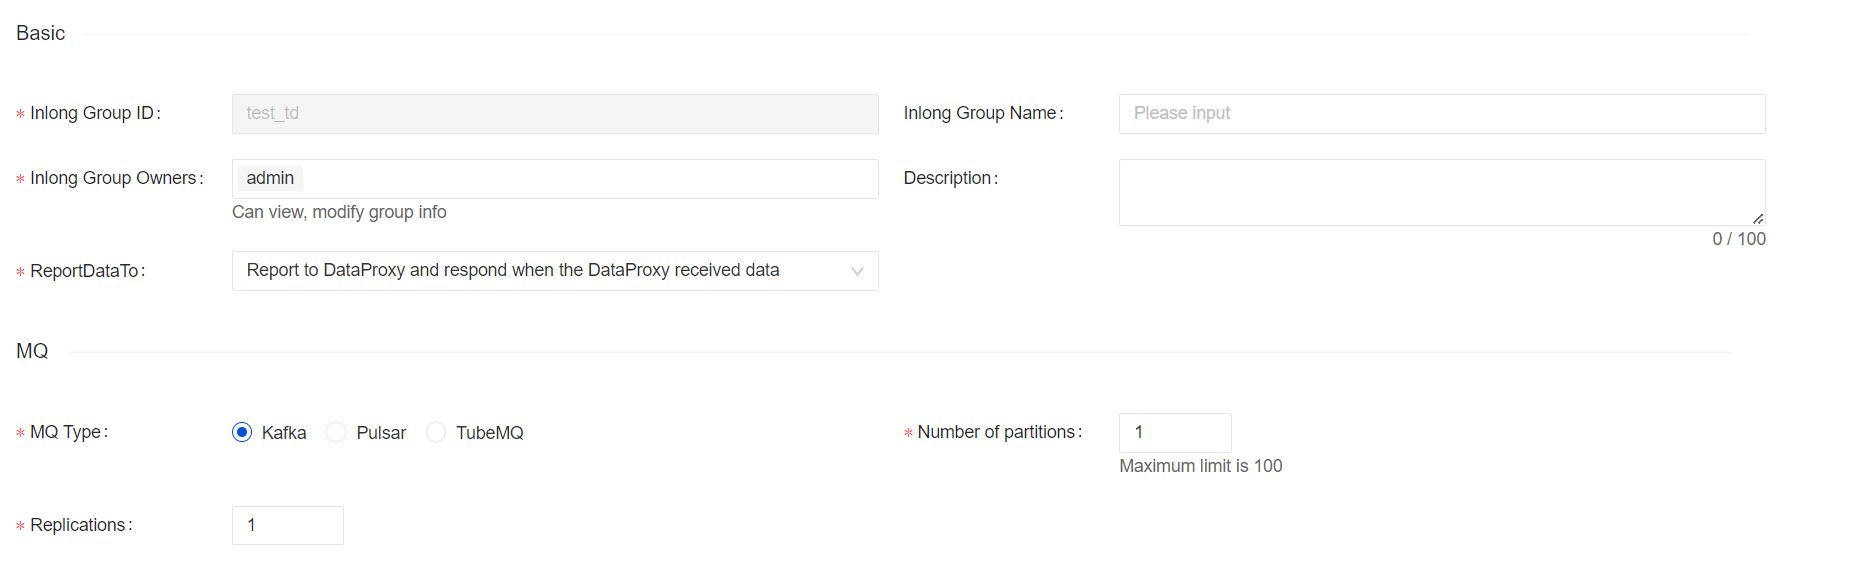 Basic
* Inlong Group ID: test_td
Inlong Group Name: Please input
* Inlong Group Owners: admin
Can view, modify group info
Description:
0 / 100
* ReportDataTo: Report to DataProxy and respond when the DataProxy received data
MQ
* MQ Type: Kafka Pulsar TubeMQ
* Number of partitions: 1
Maximum limit is 100
* Replications: 1